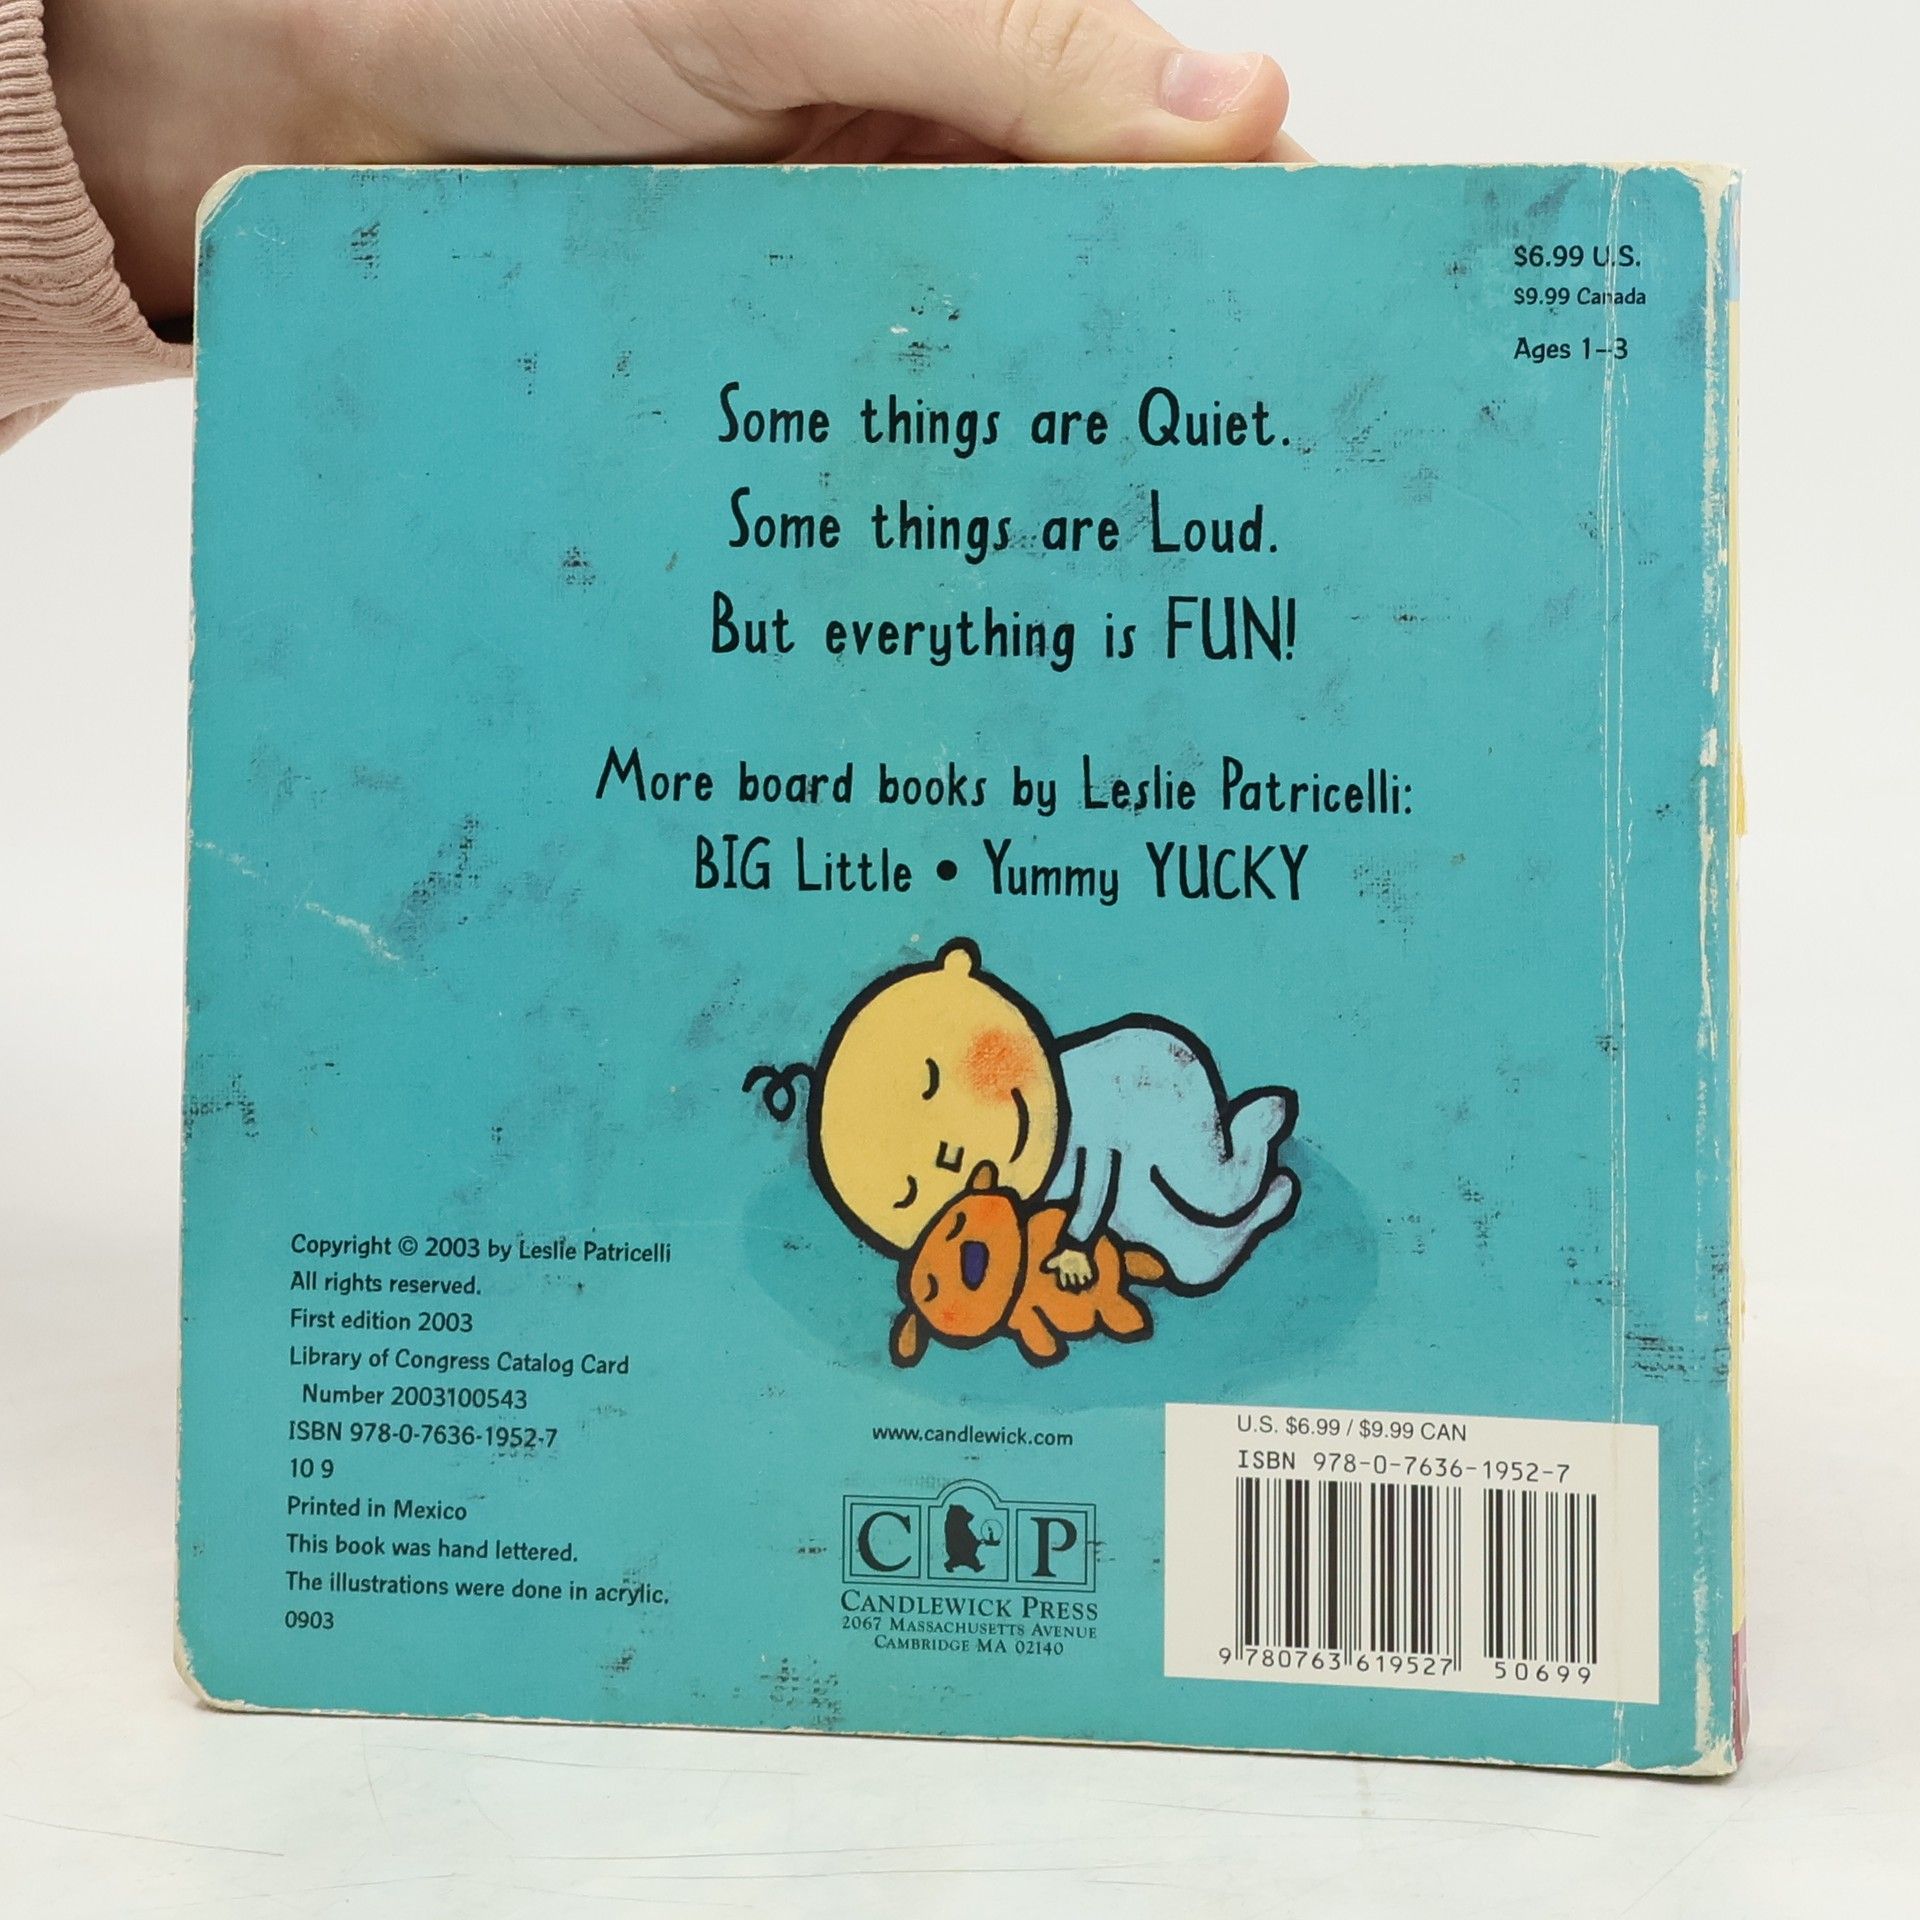 $6.99 U.S.
$9.99 Canada
Ages 1–3
Some things are Quiet.
Some things are Loud.
But everything is FUN!
More board books by Leslie Patricelli:
BIG Little • Yummy YUCKY
Copyright © 2003 by Leslie Patricelli
All rights reserved.
First edition 2003
Library of Congress Catalog Card
Number 2003100543
ISBN 978-0-7636-1952-7
10 9
Printed in Mexico
This book was hand lettered.
The illustrations were done in acrylic.
0903
www.candlewick.com
C P
CANDLEWICK PRESS
2067 MASSACHUSETTS AVENUE
CAMBRIDGE MA 02140
U.S. $6.99 / $9.99 CAN
ISBN 978-0-7636-1952-7
9 780763 619527
50699